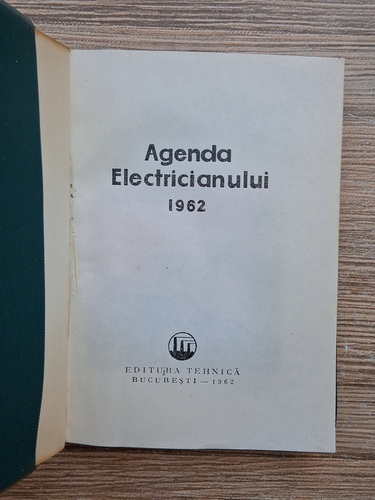 Agenda
Electricianului
1962
EDITURA TEHNICĂ
BUCUREȘTI — 1962